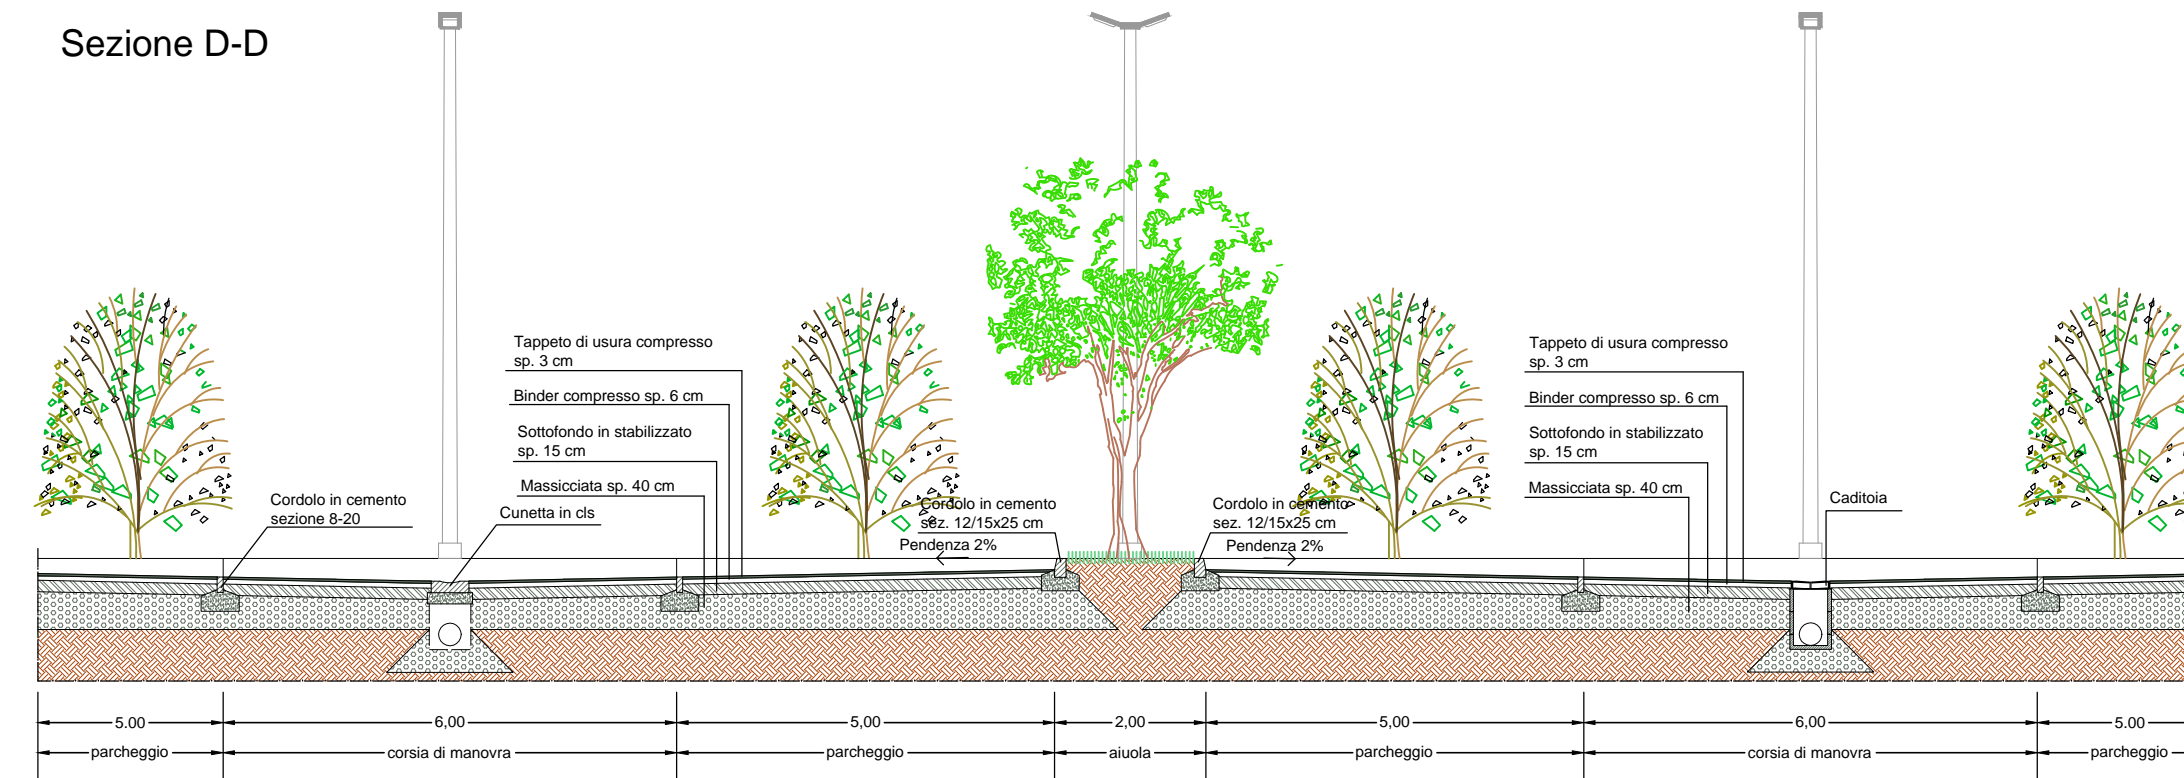 Sezione D-D
Tappeto di usura compresso
sp. 3 cm
Binder compresso sp. 6 cm
Sottofondo in stabilizzato
sp. 15 cm
Massicciata sp. 40 cm
Cunetta in cls
Cordolo in cemento
sezione 8-20
Cordolo in cemento
sez. 12/15x25 cm
Pendenza 2%
Cordolo in cemento
sez. 12/15x25 cm
Pendenza 2%
Tappeto di usura compresso
sp. 3 cm
Binder compresso sp. 6 cm
Sottofondo in stabilizzato
sp. 15 cm
Massicciata sp. 40 cm
Caditoia
5.00 6,00 5,00 2,00 5,00 6,00 5.00
parcheggio corsia di manovra parcheggio aiuola parcheggio corsia di manovra parcheggio